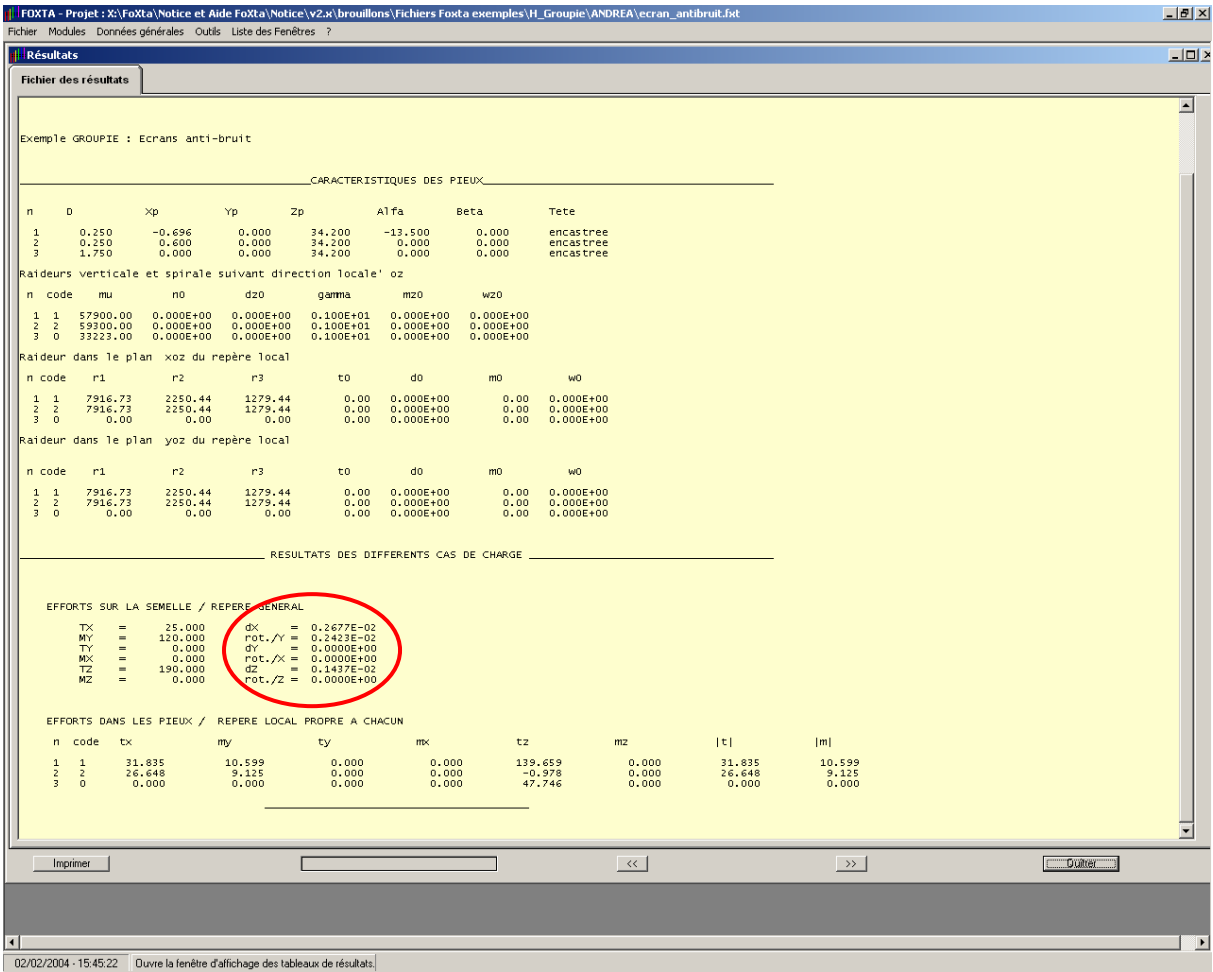 FOXTA - Projet : X:\FoXta\Notice et Aide FoXta\Notice\v2.x\brouillons\Fichiers Foxta exemples\H_Groupie\ANDREA\ecran_antibruit.fxt
Fichier Modules Données générales Outils Liste des Fenêtres ?
Résultats
Fichier des résultats
Exemple GROUPIE : Ecrans anti-bruit
CARACTERISTIQUES DES PIEUX
n D Xp Yp Zp Alfa Beta Tete
1 0.250 -0.696 0.000 34.200 -13.500 0.000 encastree
2 0.250 0.600 0.000 34.200 0.000 0.000 encastree
3 1.750 0.000 0.000 34.200 0.000 0.000 encastree
Raideurs verticale et spirale suivant direction locale' oz
n code mu n0 dz0 gamma mz0 wz0
1 1 57900.00 0.000E+00 0.000E+00 0.100E+01 0.000E+00 0.000E+00
2 2 59300.00 0.000E+00 0.000E+00 0.100E+01 0.000E+00 0.000E+00
3 0 33223.00 0.000E+00 0.000E+00 0.100E+01 0.000E+00 0.000E+00
Raideur dans le plan xoz du repère local
n code r1 r2 r3 t0 d0 m0 w0
1 1 7916.73 2250.44 1279.44 0.00 0.000E+00 0.00 0.000E+00
2 2 7916.73 2250.44 1279.44 0.00 0.000E+00 0.00 0.000E+00
3 0 0.00 0.00 0.00 0.00 0.000E+00 0.00 0.000E+00
Raideur dans le plan yoz du repère local
n code r1 r2 r3 t0 d0 m0 w0
1 1 7916.73 2250.44 1279.44 0.00 0.000E+00 0.00 0.000E+00
2 2 7916.73 2250.44 1279.44 0.00 0.000E+00 0.00 0.000E+00
3 0 0.00 0.00 0.00 0.00 0.000E+00 0.00 0.000E+00
RESULTATS DES DIFFERENTS CAS DE CHARGE
EFFORTS SUR LA SEMELLE / REPERE GENERAL
TX = 25.000 dX = 0.2677E-02
MY = 120.000 rot./Y = 0.2423E-02
TY = 0.000 dY = 0.0000E+00
MX = 0.000 rot./X = 0.0000E+00
TZ = 190.000 dZ = 0.1437E-02
MZ = 0.000 rot./Z = 0.0000E+00
EFFORTS DANS LES PIEUX / REPERE LOCAL PROPRE A CHACUN
n code tx my ty mx tz mz |t| |m|
1 1 31.835 10.599 0.000 0.000 139.659 0.000 31.835 10.599
2 2 26.648 9.125 0.000 0.000 -0.978 0.000 26.648 9.125
3 0 0.000 0.000 0.000 0.000 47.746 0.000 0.000 0.000
Imprimer << >> Quitter
02/02/2004 - 15:45:22 Ouvre la fenêtre d'affichage des tableaux de résultats.